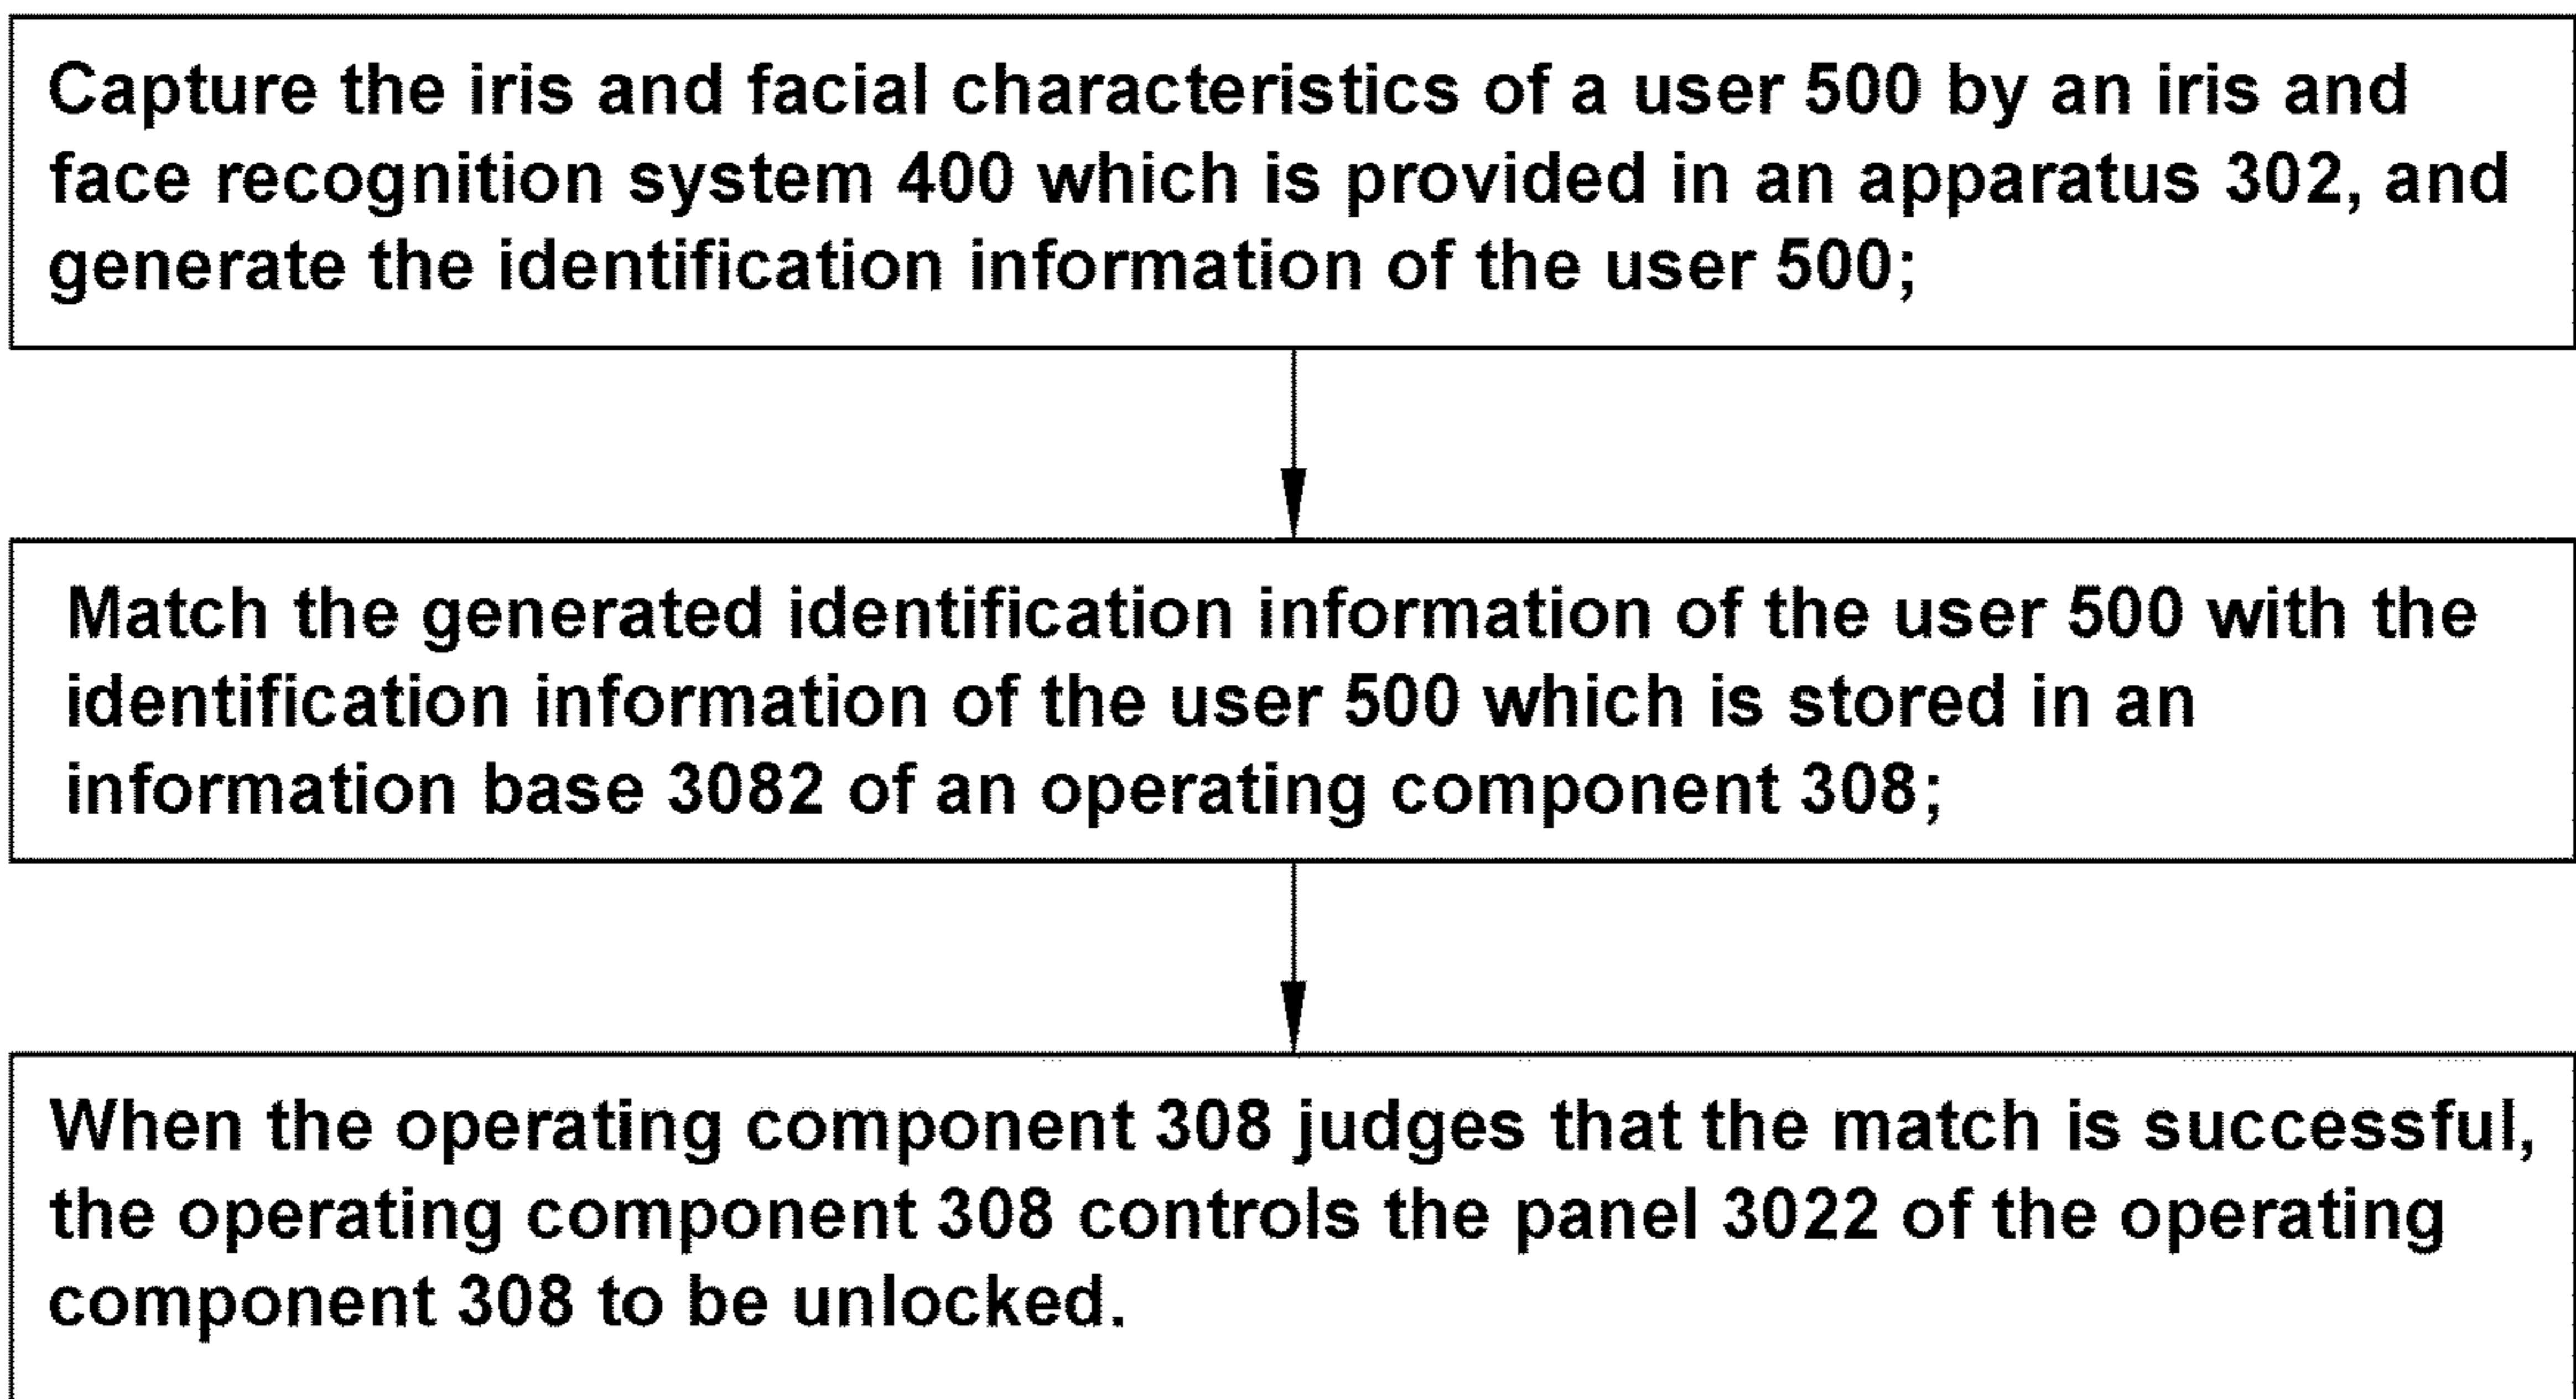 Capture the iris and facial characteristics of a user 500 by an iris and
face recognition system 400 which is provided in an apparatus 302, and
generate the identification information of the user 500;
Match the generated identification information of the user 500 with the
identification information of the user 500 which is stored in an
information base 3082 of an operating component 308;
When the operating component 308 judges that the match is successful,
the operating component 308 controls the panel 3022 of the operating
component 308 to be unlocked.